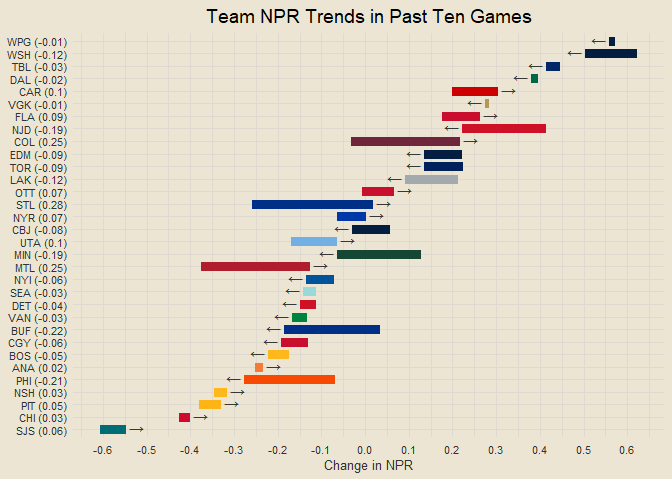 Team NPR Trends in Past Ten Games
WPG (-0.01)
WSH (-0.12)
TBL (-0.03)
DAL (-0.02)
CAR (0.1)
VGK (-0.01)
FLA (0.09)
NJD (-0.19)
COL (0.25)
EDM (-0.09)
TOR (-0.09)
LAK (-0.12)
OTT (0.07)
STL (0.28)
NYR (0.07)
CBJ (-0.08)
UTA (0.1)
MIN (-0.19)
MTL (0.25)
NYI (-0.06)
SEA (-0.03)
DET (-0.04)
VAN (-0.03)
BUF (-0.22)
CGY (-0.06)
BOS (-0.05)
ANA (0.02)
PHI (-0.21)
NSH (0.03)
PIT (0.05)
CHI (0.03)
SJS (0.06)
-0.6 -0.5 -0.4 -0.3 -0.2 -0.1 0.0 0.1 0.2 0.3 0.4 0.5 0.6
Change in NPR